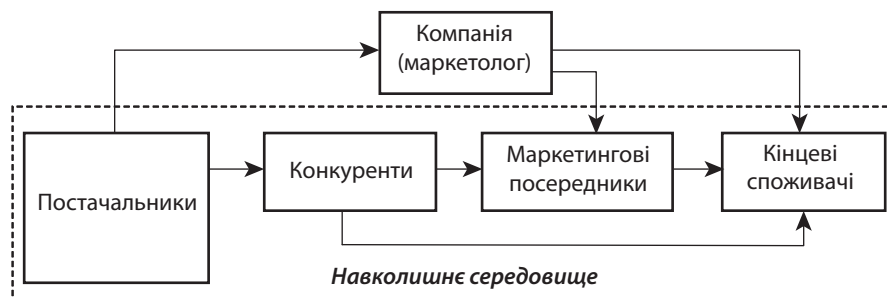 Компанія
(маркетолог)
Постачальники
Конкуренти
Маркетингові
посередники
Кінцеві
споживачі
Навколишнє середовище